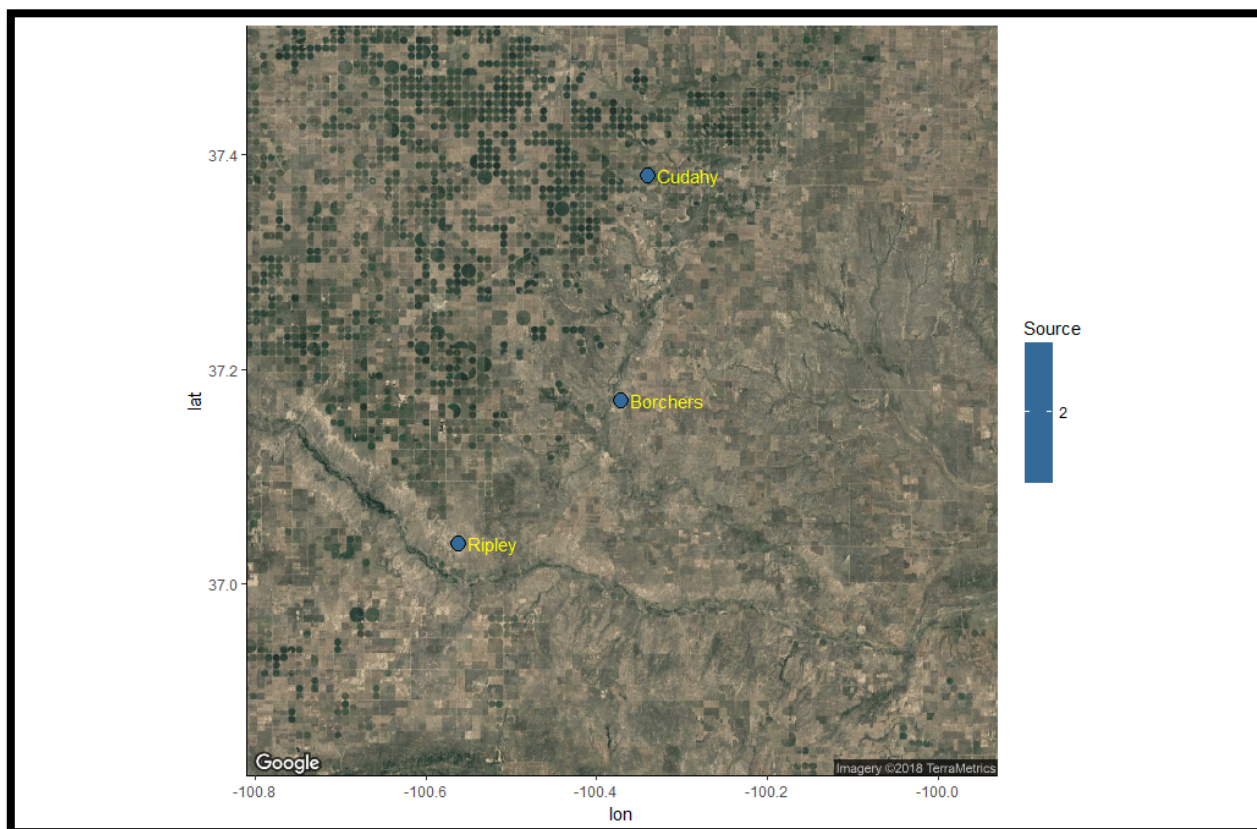 37.4
Cudahy
Source
37.2
lat
Borchers
2
Ripley
37.0
Google
Imagery ©2018 TerraMetrics
-100.8
-100.6
-100.4
-100.2
-100.0
lon